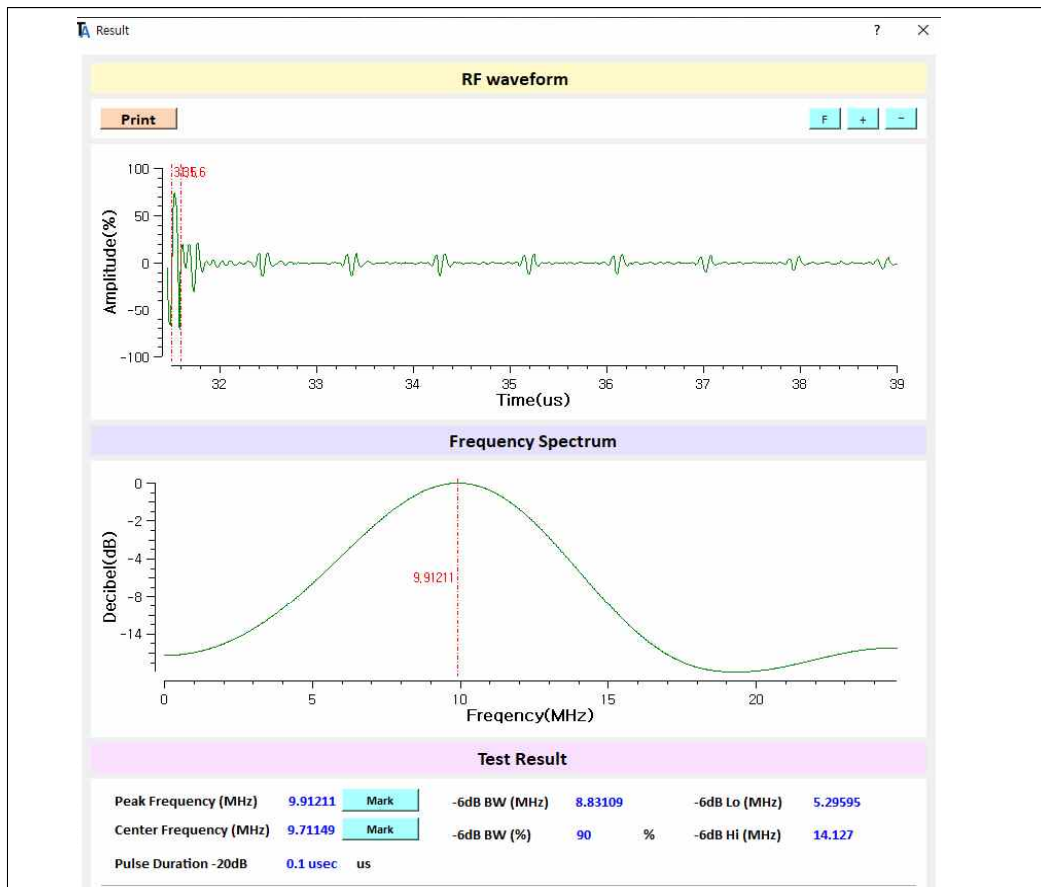 TA Result ? ×
RF waveform
Print F + -
100
50
0
-50
-100
Amplitude(%)
32 33 34 35 36 37 38 39
Time(us)
Frequency Spectrum
0
-2
-4
-8
-14
Decibel(dB)
9,91211
0 5 10 15 20
Freqency(MHz)
Test Result
Peak Frequency (MHz) 9.91211 Mark -6dB BW (MHz) 8.83109 -6dB Lo (MHz) 5.29595
Center Frequency (MHz) 9.71149 Mark -6dB BW (%) 90 % -6dB Hi (MHz) 14.127
Pulse Duration -20dB 0.1 usec us